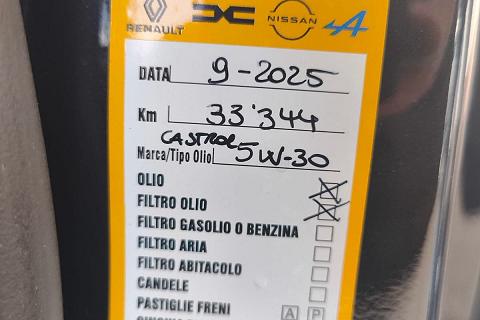 RENAULT NISSAN
DATA 9-2025
Km 33'344
CASTROL
Marca/Tipo Olio 5W-30
OLIO
FILTRO OLIO
FILTRO GASOLIO O BENZINA
FILTRO ARIA
FILTRO ABITACOLO
CANDELE
PASTIGLIE FRENI A P